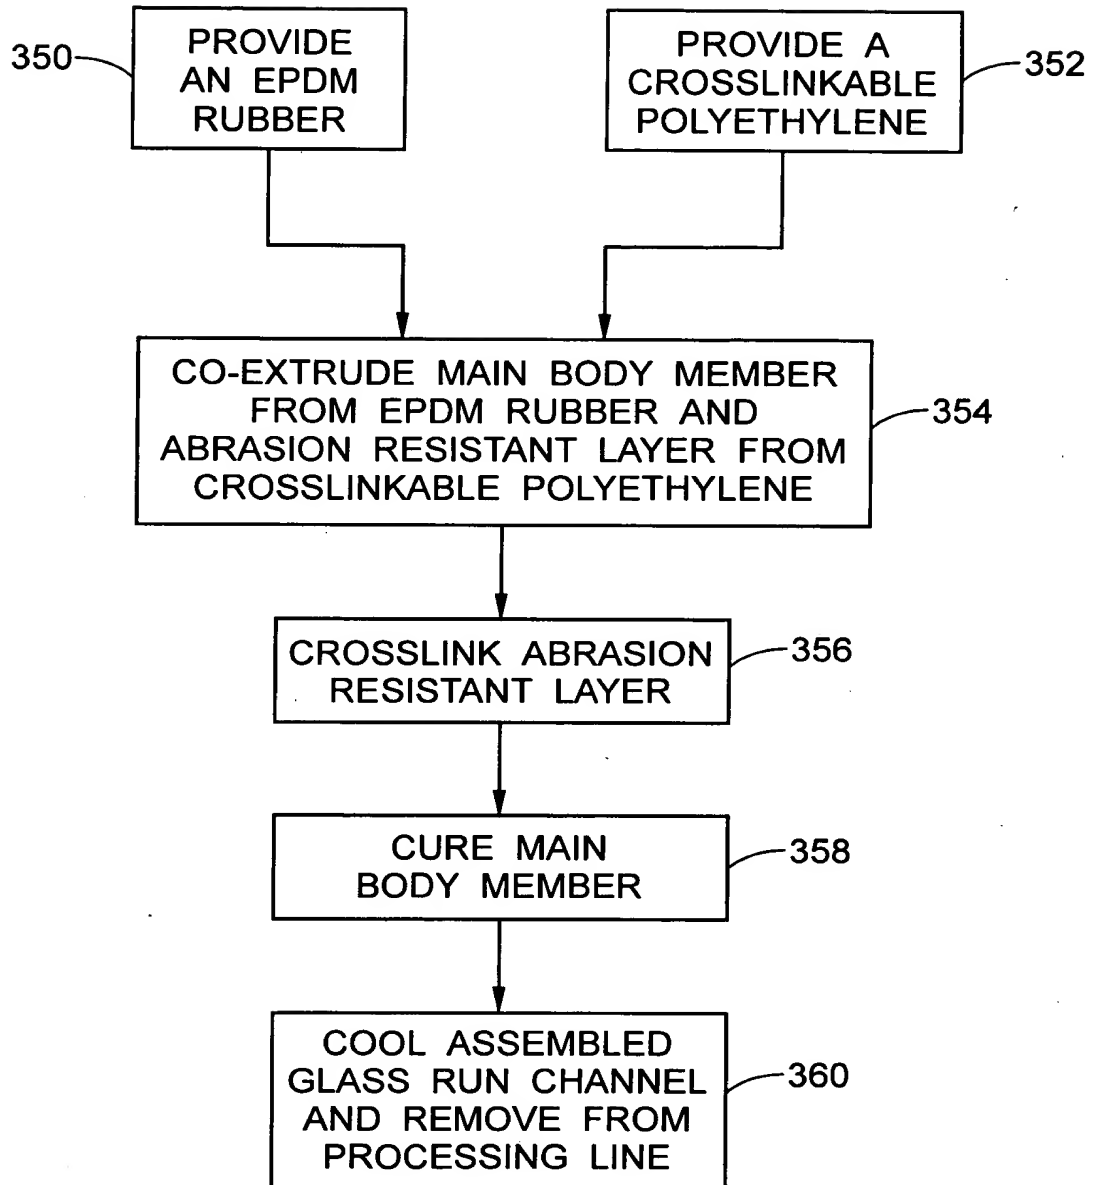 350
PROVIDE
AN EPDM
RUBBER
PROVIDE A
CROSSLINKABLE
POLYETHYLENE
352
CO-EXTRUDE MAIN BODY MEMBER
FROM EPDM RUBBER AND
ABRASION RESISTANT LAYER FROM
CROSSLINKABLE POLYETHYLENE
354
CROSSLINK ABRASION
RESISTANT LAYER
356
CURE MAIN
BODY MEMBER
358
COOL ASSEMBLED
GLASS RUN CHANNEL
AND REMOVE FROM
PROCESSING LINE
360